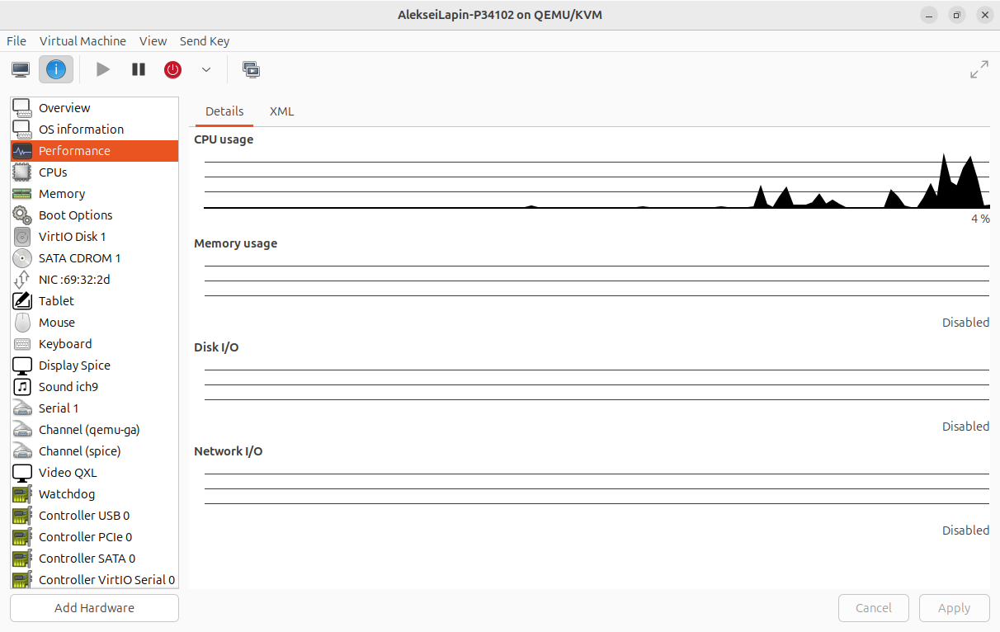 AlekseiLapin-P34102 on QEMU/KVM
File Virtual Machine View Send Key
Overview
OS information
Performance
CPUs
Memory
Boot Options
VirtIO Disk 1
SATA CDROM 1
NIC :69:32:2d
Tablet
Mouse
Keyboard
Display Spice
Sound ich9
Serial 1
Channel (qemu-ga)
Channel (spice)
Video QXL
Watchdog
Controller USB 0
Controller PCIe 0
Controller SATA 0
Controller VirtIO Serial 0
Add Hardware
Details XML
CPU usage
4 %
Memory usage
Disabled
Disk I/O
Disabled
Network I/O
Disabled
Cancel Apply